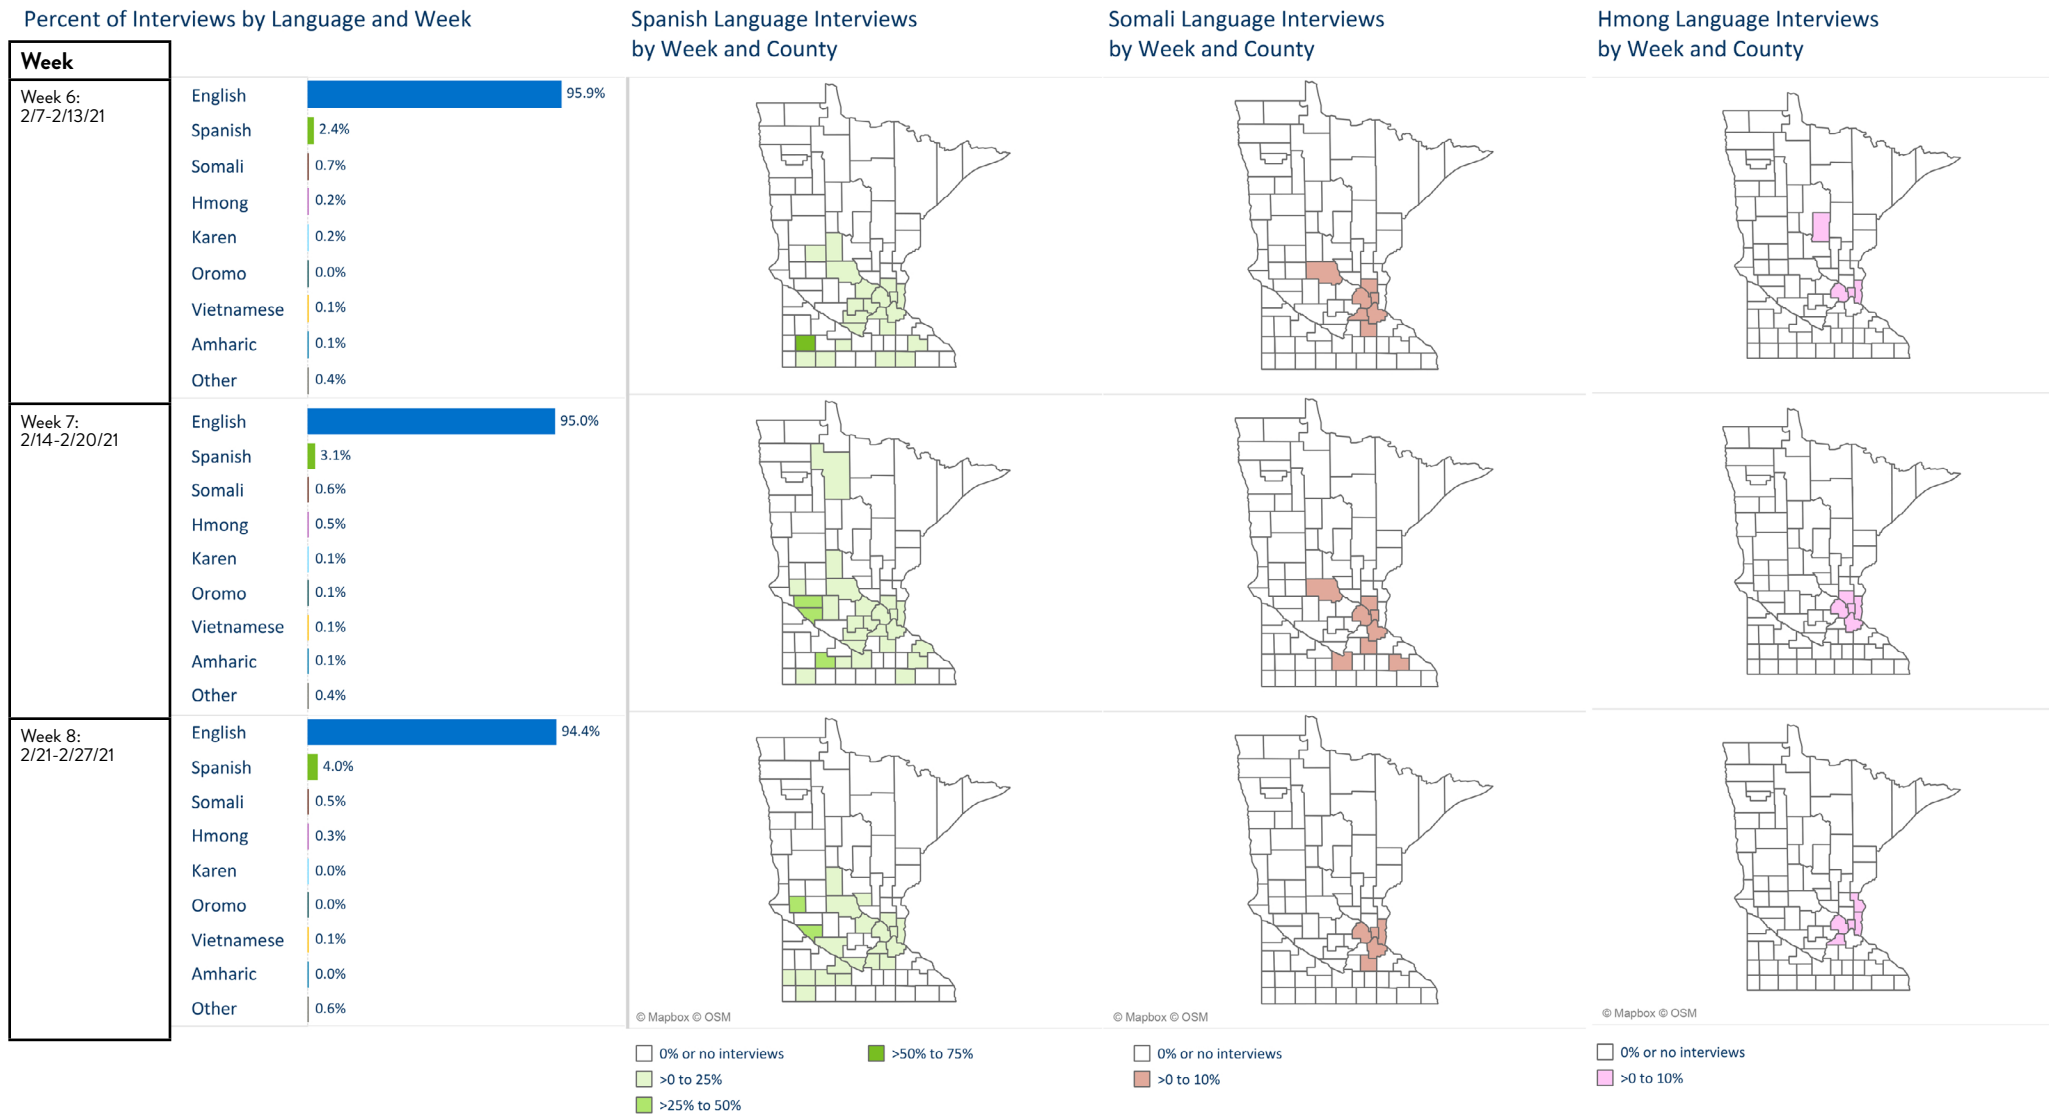 Percent of Interviews by Language and Week
Week
Week 6:
2/7-2/13/21
English 95.9%
Spanish 2.4%
Somali 0.7%
Hmong 0.2%
Karen 0.2%
Oromo 0.0%
Vietnamese 0.1%
Amharic 0.1%
Other 0.4%
Week 7:
2/14-2/20/21
English 95.0%
Spanish 3.1%
Somali 0.6%
Hmong 0.5%
Karen 0.1%
Oromo 0.1%
Vietnamese 0.1%
Amharic 0.1%
Other 0.4%
Week 8:
2/21-2/27/21
English 94.4%
Spanish 4.0%
Somali 0.5%
Hmong 0.3%
Karen 0.0%
Oromo 0.0%
Vietnamese 0.1%
Amharic 0.0%
Other 0.6%
Spanish Language Interviews
by Week and County
© Mapbox © OSM
0% or no interviews
>0 to 25%
>25% to 50%
>50% to 75%
Somali Language Interviews
by Week and County
© Mapbox © OSM
0% or no interviews
>0 to 10%
Hmong Language Interviews
by Week and County
© Mapbox © OSM
0% or no interviews
>0 to 10%